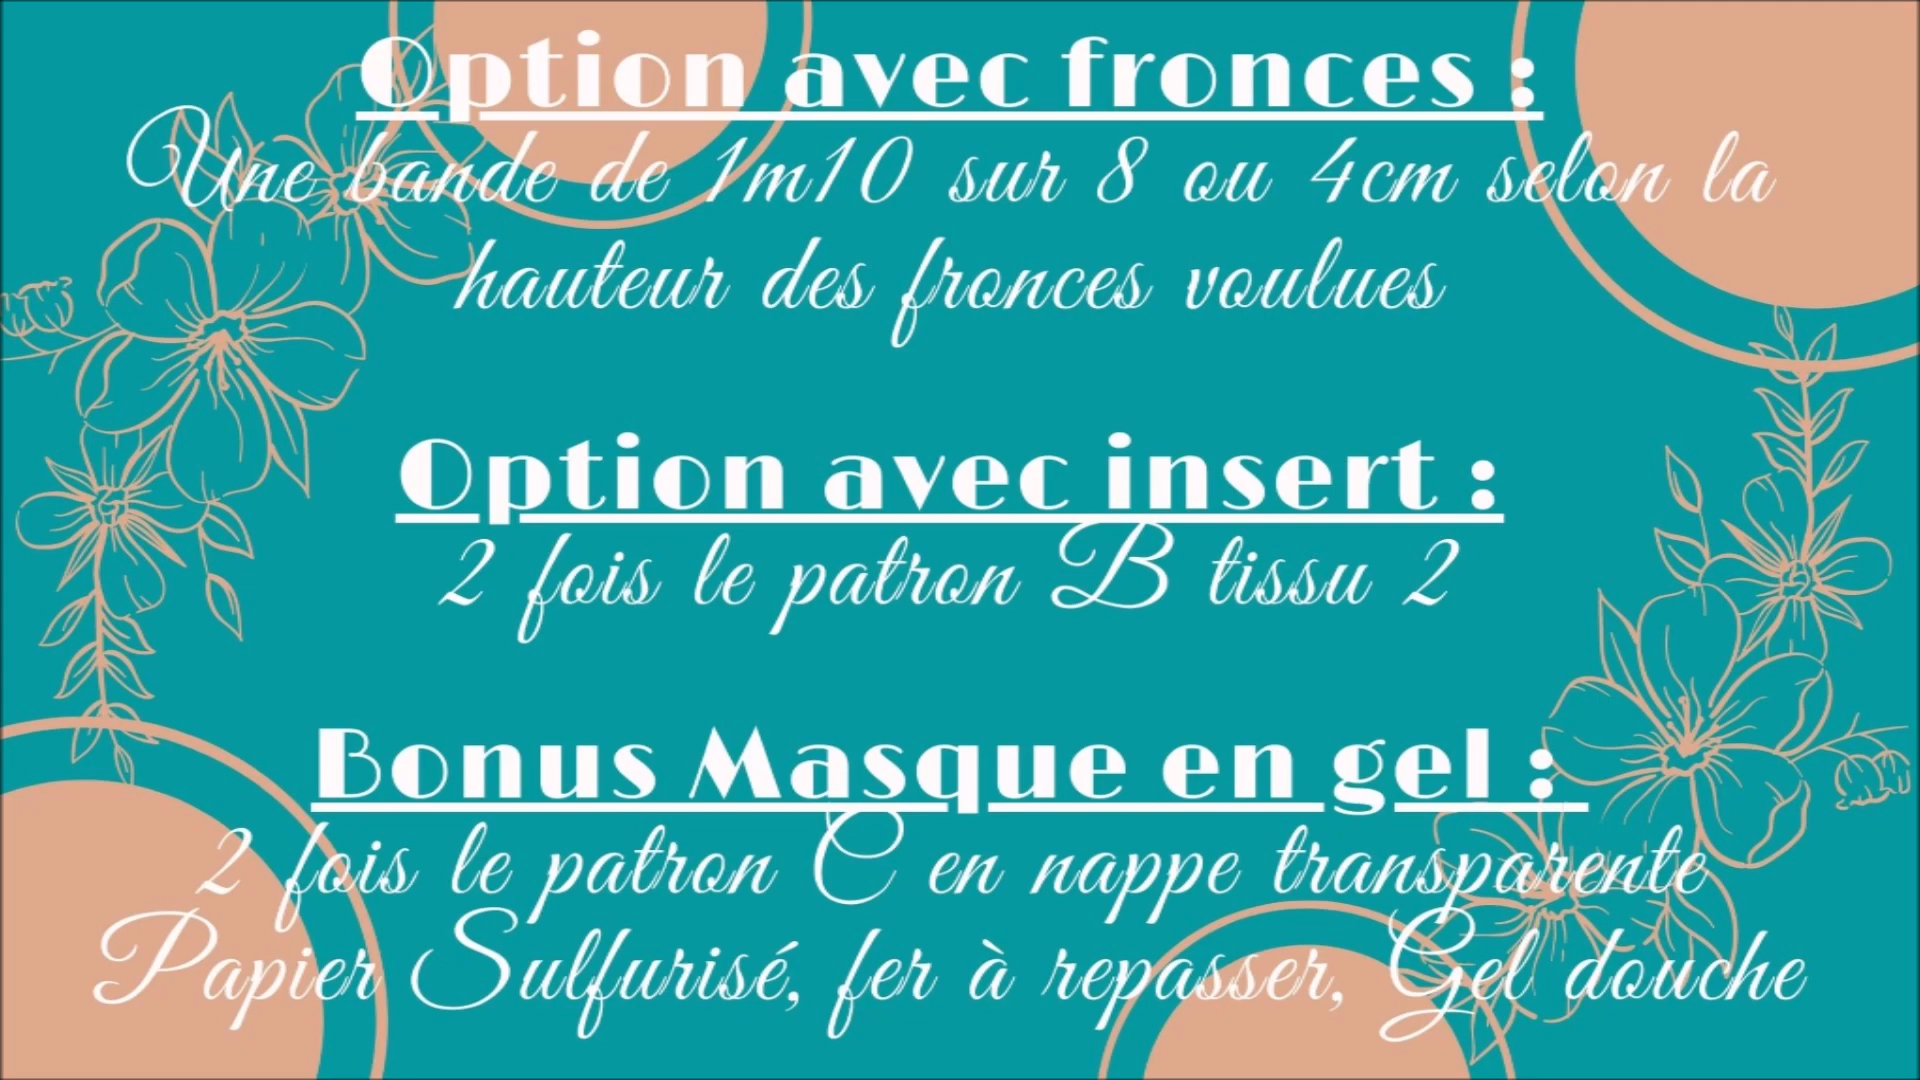 Option avec fronces :
Une bande de 1m10 sur 8 ou 4cm selon la
hauteur des fronces voulues
Option avec insert :
2 fois le patron B tissu 2
Bonus Masque en gel :
2 fois le patron C en nappe transparente
Papier Sulfurisé, fer à repasser, Gel douche